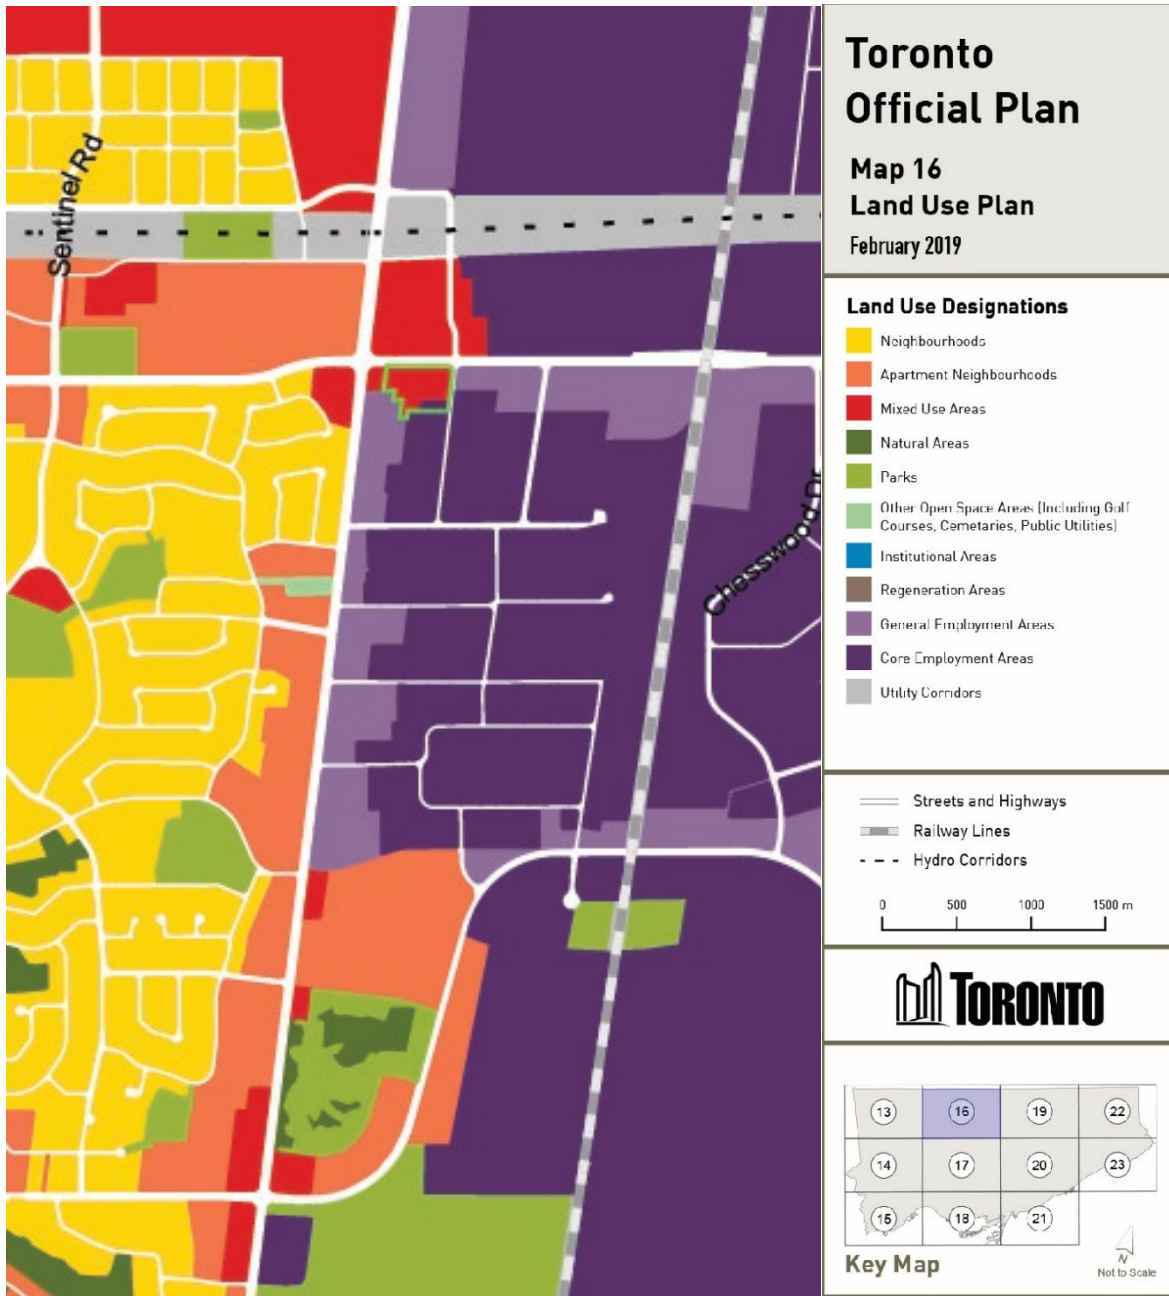 Sentinel Rd
Chesswood Dr
Toronto
Official Plan
Map 16
Land Use Plan
February 2019
Land Use Designations
Neighbourhoods
Apartment Neighbourhoods
Mixed Use Areas
Natural Areas
Parks
Other Open Space Areas (Including Golf
Courses, Cemetaries, Public Utilities)
Institutional Areas
Regeneration Areas
General Employment Areas
Core Employment Areas
Utility Corridors
Streets and Highways
Railway Lines
Hydro Corridors
0 500 1000 1500 m
TORONTO
13 16 19 22
14 17 20 23
15 18 21
Key Map
N
Not to Scale